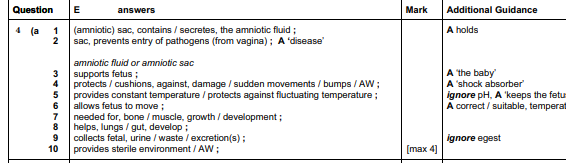 Question E answers Mark Additional Guidance
4 (a 1 (amniotic) sac, contains / secretes, the amniotic fluid ; A holds
2 sac, prevents entry of pathogens (from vagina) ; A 'disease'
amniotic fluid or amniotic sac
3 supports fetus ; A 'the baby'
4 protects / cushions, against, damage / sudden movements / bumps / AW ; A 'shock absorber'
5 provides constant temperature / protects against fluctuating temperature ; ignore pH, A 'keeps the fetu
6 allows fetus to move ; A correct / suitable, temperat
7 needed for, bone / muscle, growth / development ;
8 helps, lungs / gut, develop ;
9 collects fetal, urine / waste / excretion(s) ; ignore egest
10 provides sterile environment / AW ; [max 4]